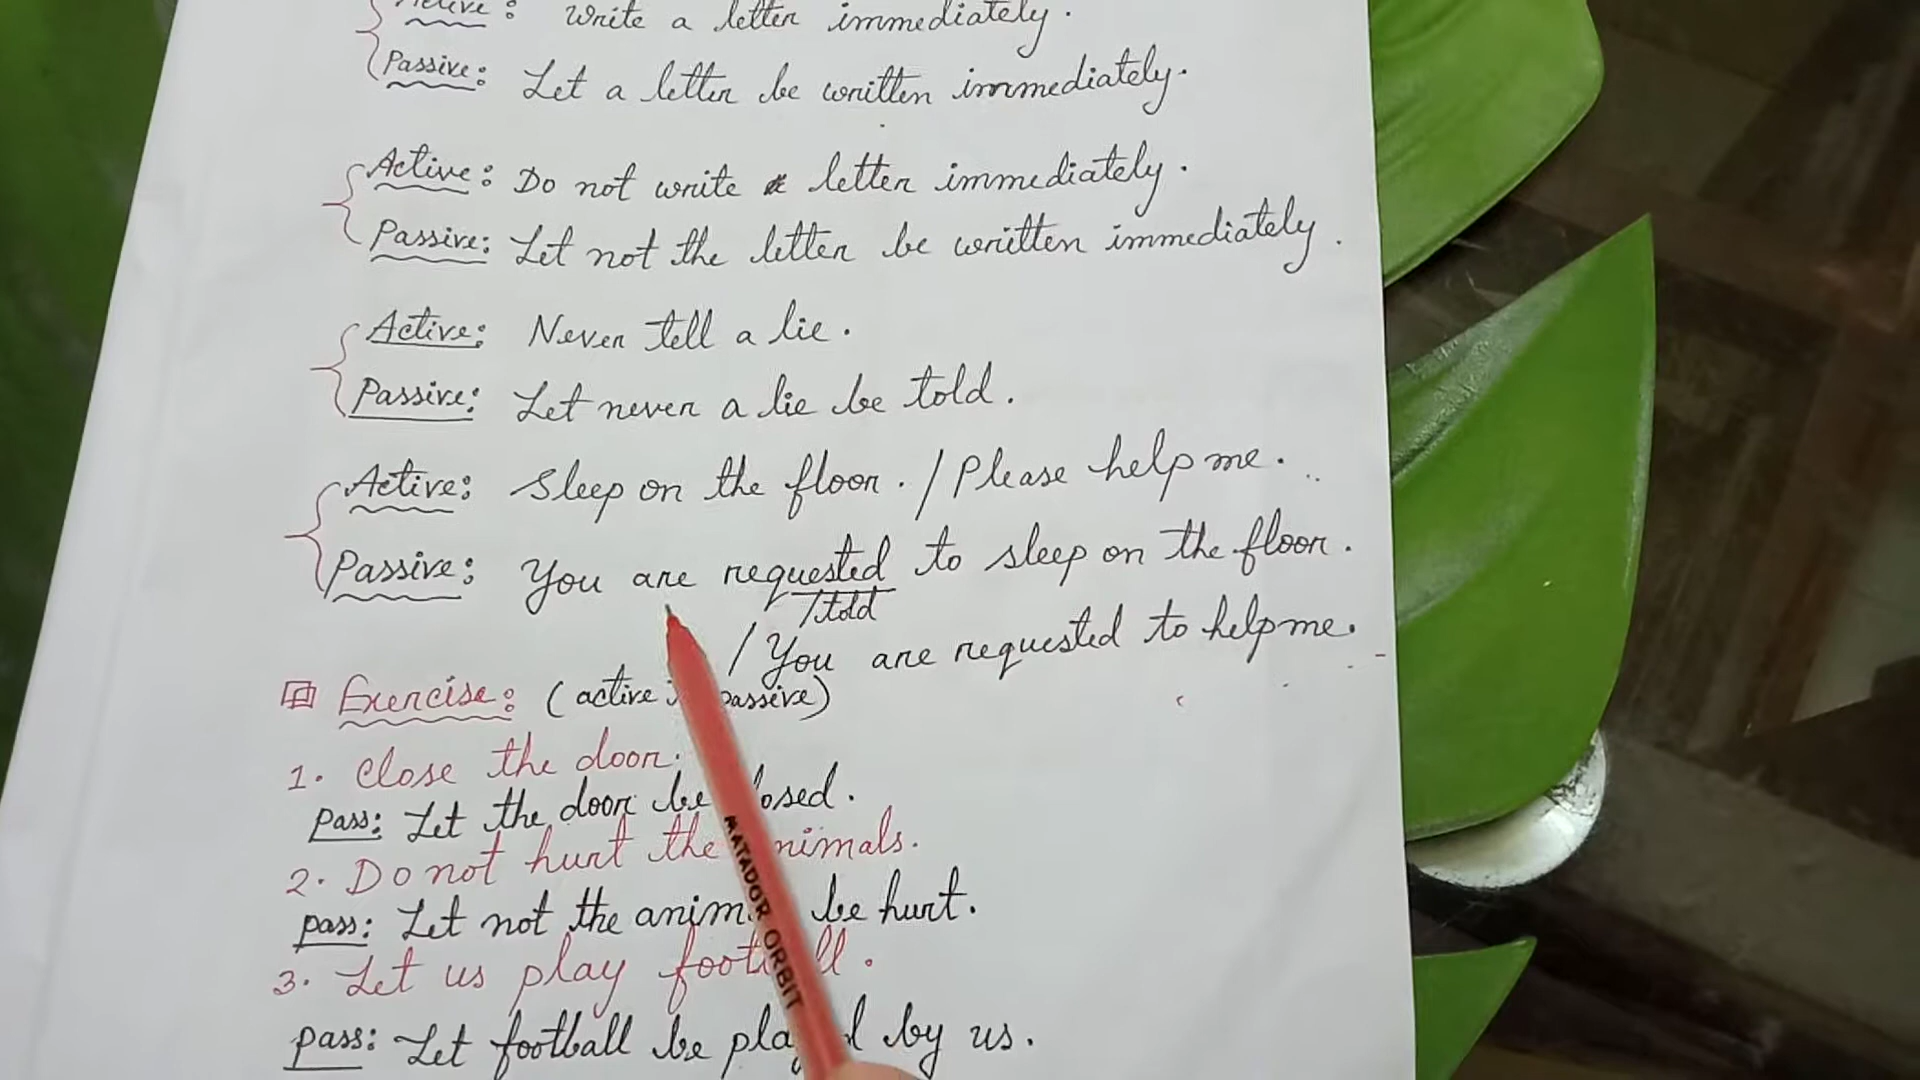 Active: Write a letter immediately.
Passive: Let a letter be written immediately.
Active: Do not write a letter immediately.
Passive: Let not the letter be written immediately.
Active: Never tell a lie.
Passive: Let never a lie be told.
Active: Sleep on the floor. / Please help me.
Passive: You are requested to sleep on the floor.
/told
/ You are requested to help me.
Exercise: (active passive)
1. Close the door.
Pass: Let the door be closed.
2. Do not hurt the animals.
pass: Let not the animals be hurt.
3. Let us play football.
pass: Let football be played by us.
MATADOR ORBIT